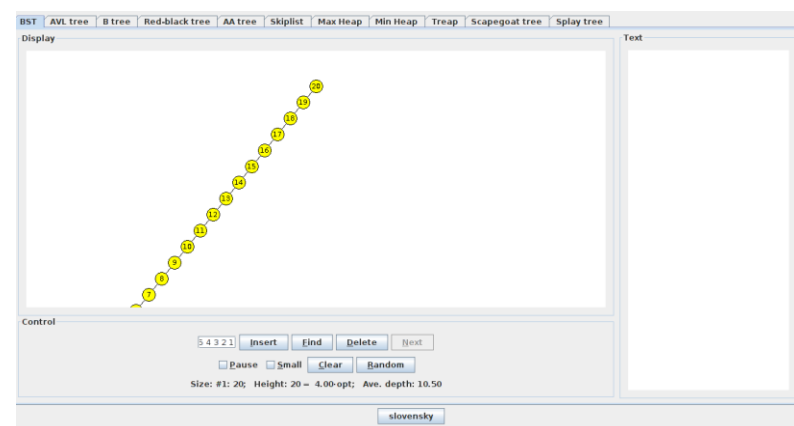 BST AVL tree B tree Red-black tree AA tree Skiplist Max Heap Min Heap Treap Scapegoat tree Splay tree
Display
Text
20
19
18
17
16
15
14
13
12
11
10
9
8
7
Control
5 4 3 2 1 Insert Find Delete Next
Pause Small Clear Random
Size: #1: 20; Height: 20 = 4.00·opt; Ave. depth: 10.50
slovensky